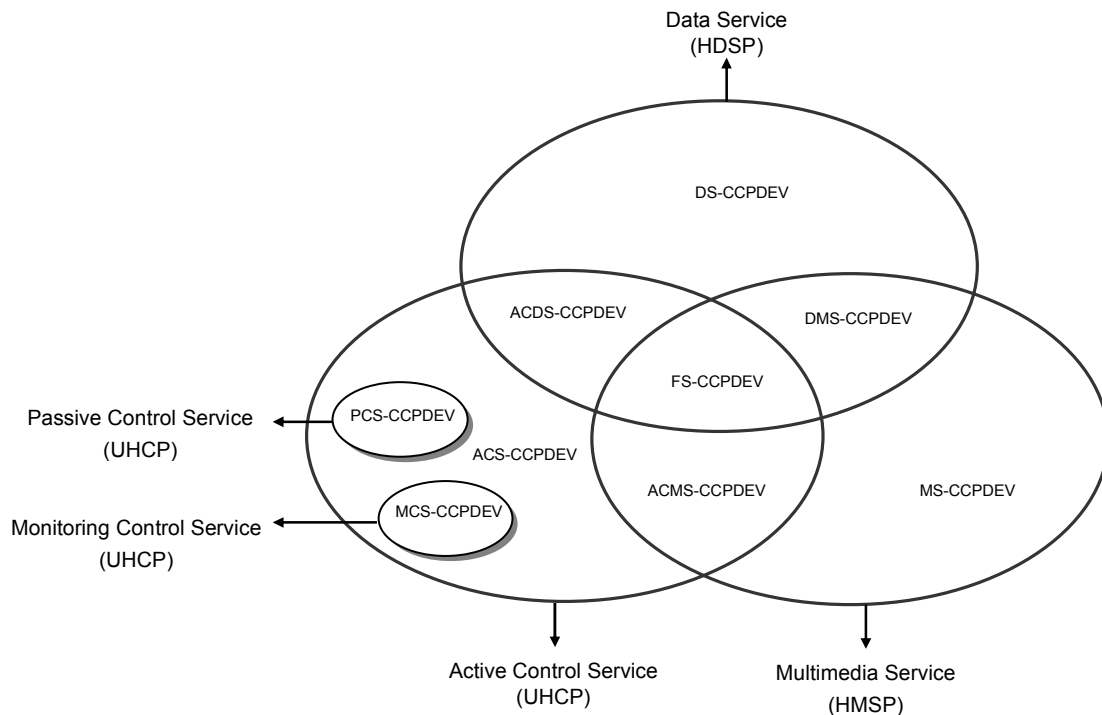 Data Service
(HDSP)
DS-CCPDEV
ACDS-CCPDEV
DMS-CCPDEV
FS-CCPDEV
PCS-CCPDEV
Passive Control Service
(UHCP)
ACS-CCPDEV
ACMS-CCPDEV
MS-CCPDEV
MCS-CCPDEV
Monitoring Control Service
(UHCP)
Active Control Service
(UHCP)
Multimedia Service
(HMSP)